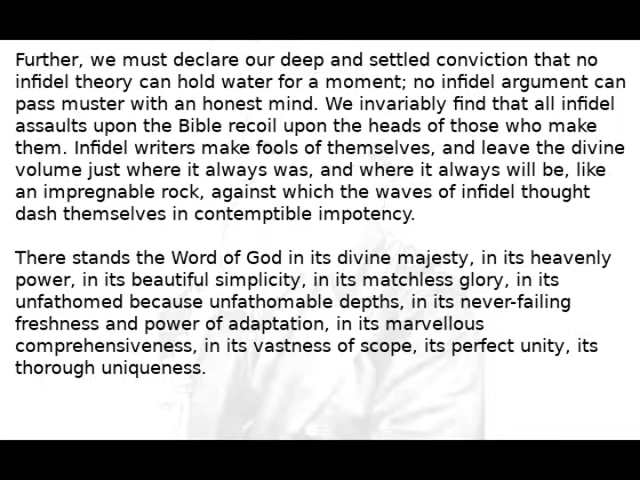 Further, we must declare our deep and settled conviction that no
infidel theory can hold water for a moment; no infidel argument can
pass muster with an honest mind. We invariably find that all infidel
assaults upon the Bible recoil upon the heads of those who make
them. Infidel writers make fools of themselves, and leave the divine
volume just where it always was, and where it always will be, like
an impregnable rock, against which the waves of infidel thought
dash themselves in contemptible impotency.

There stands the Word of God in its divine majesty, in its heavenly
power, in its beautiful simplicity, in its matchless glory, in its
unfathomed because unfathomable depths, in its never-failing
freshness and power of adaptation, in its marvellous
comprehensiveness, in its vastness of scope, its perfect unity, its
thorough uniqueness.